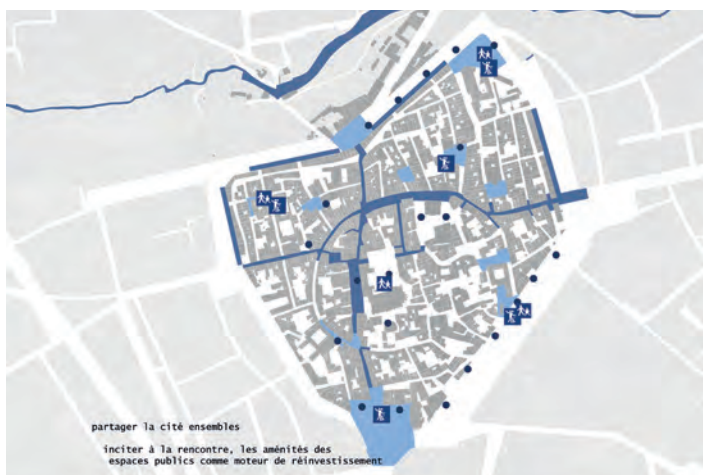 partager la cité ensembles
inciter à la rencontre, les aménités des
espaces publics comme moteur de réinvestissement